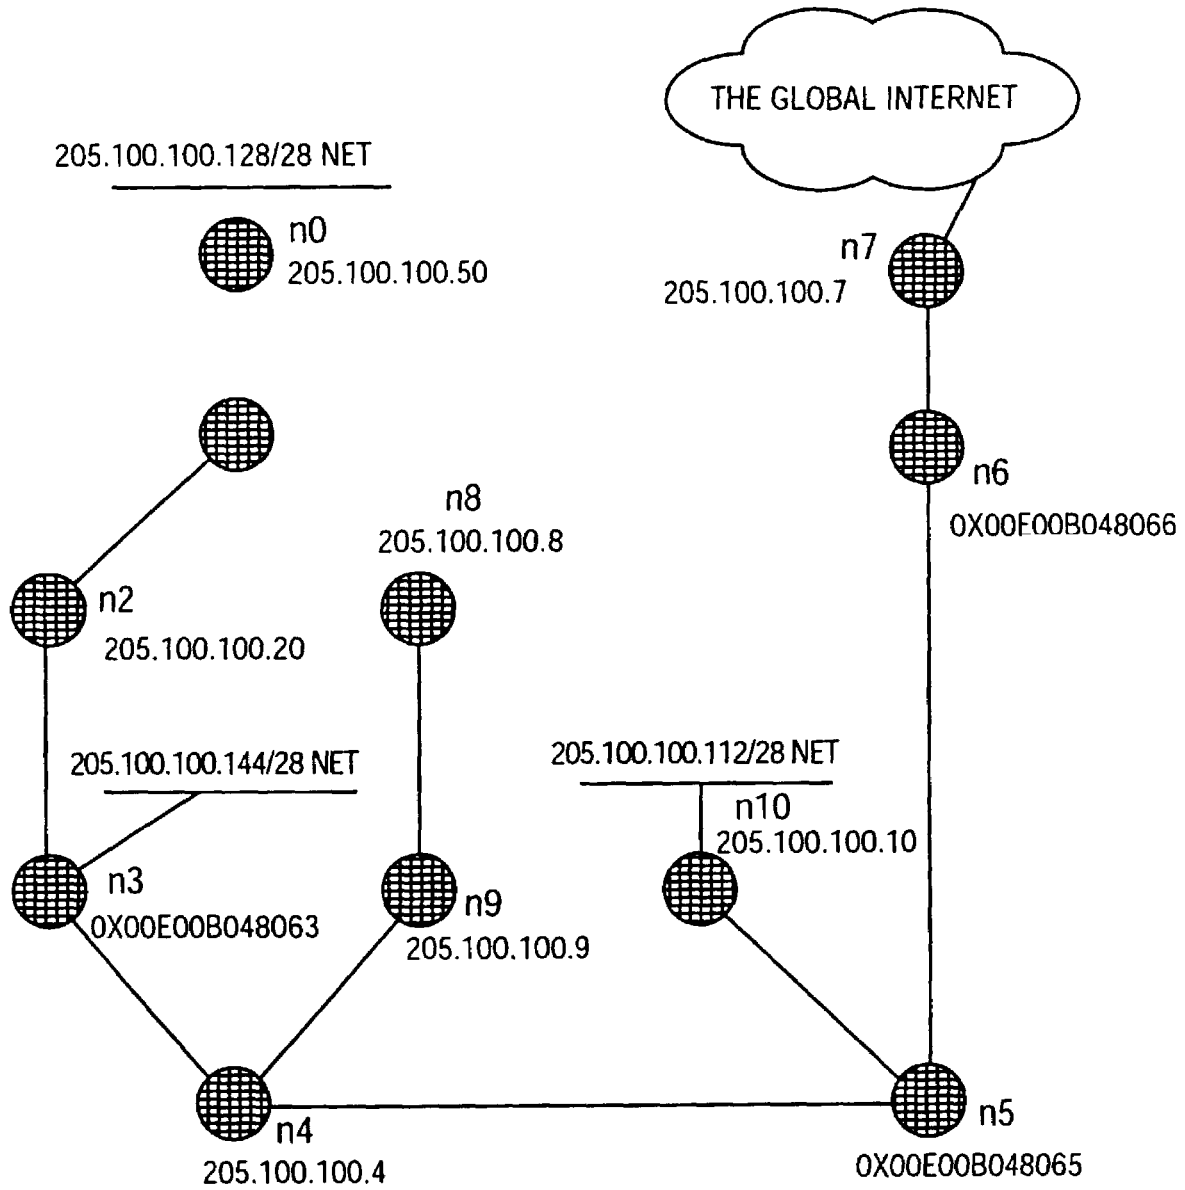 THE GLOBAL INTERNET
205.100.100.128/28 NET
n0
205.100.100.50
n7
205.100.100.7
n6
0X00E00B048066
n8
205.100.100.8
n2
205.100.100.20
205.100.100.144/28 NET
205.100.100.112/28 NET
n10
205.100.100.10
n3
0X00E00B048063
n9
205.100.100.9
n4
205.100.100.4
n5
0X00E00B048065